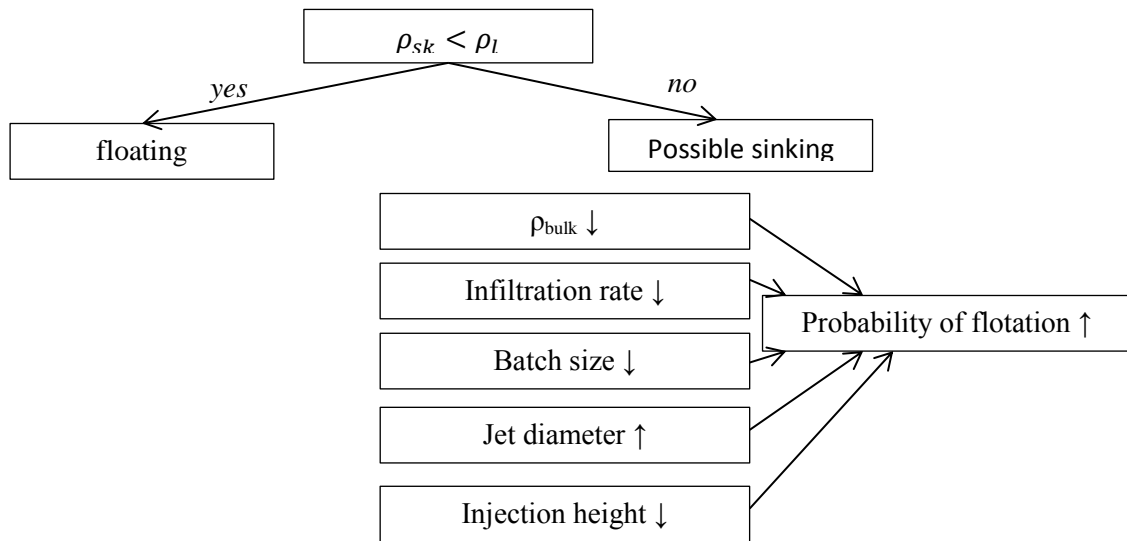 ρsk < ρl
yes
no
floating
Possible sinking
ρbulk ↓
Infiltration rate ↓
Probability of flotation ↑
Batch size ↓
Jet diameter ↑
Injection height ↓